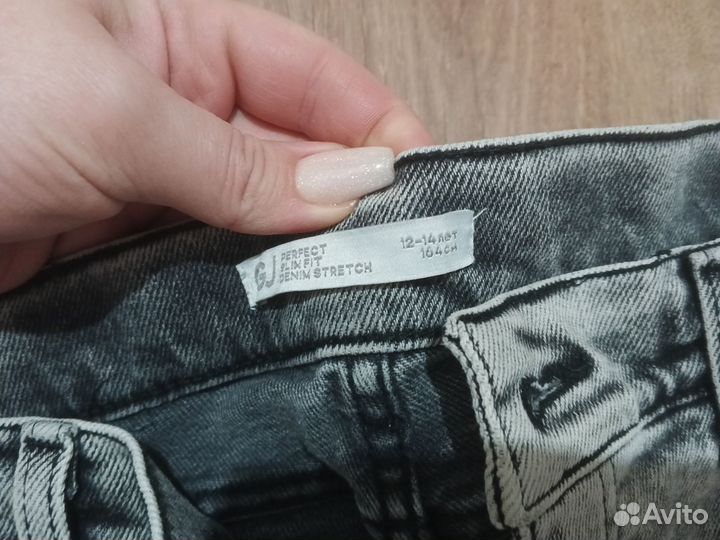 GJ
PERFECT
SLIM FIT
DENIM STRETCH
12-14 лет
164 см
Avito